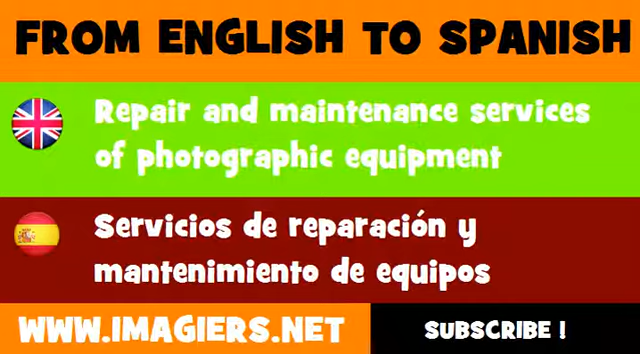 FROM ENGLISH TO SPANISH
Repair and maintenance services
of photographic equipment
Servicios de reparación y
mantenimiento de equipos
WWW.IMAGIERS.NET
SUBSCRIBE !